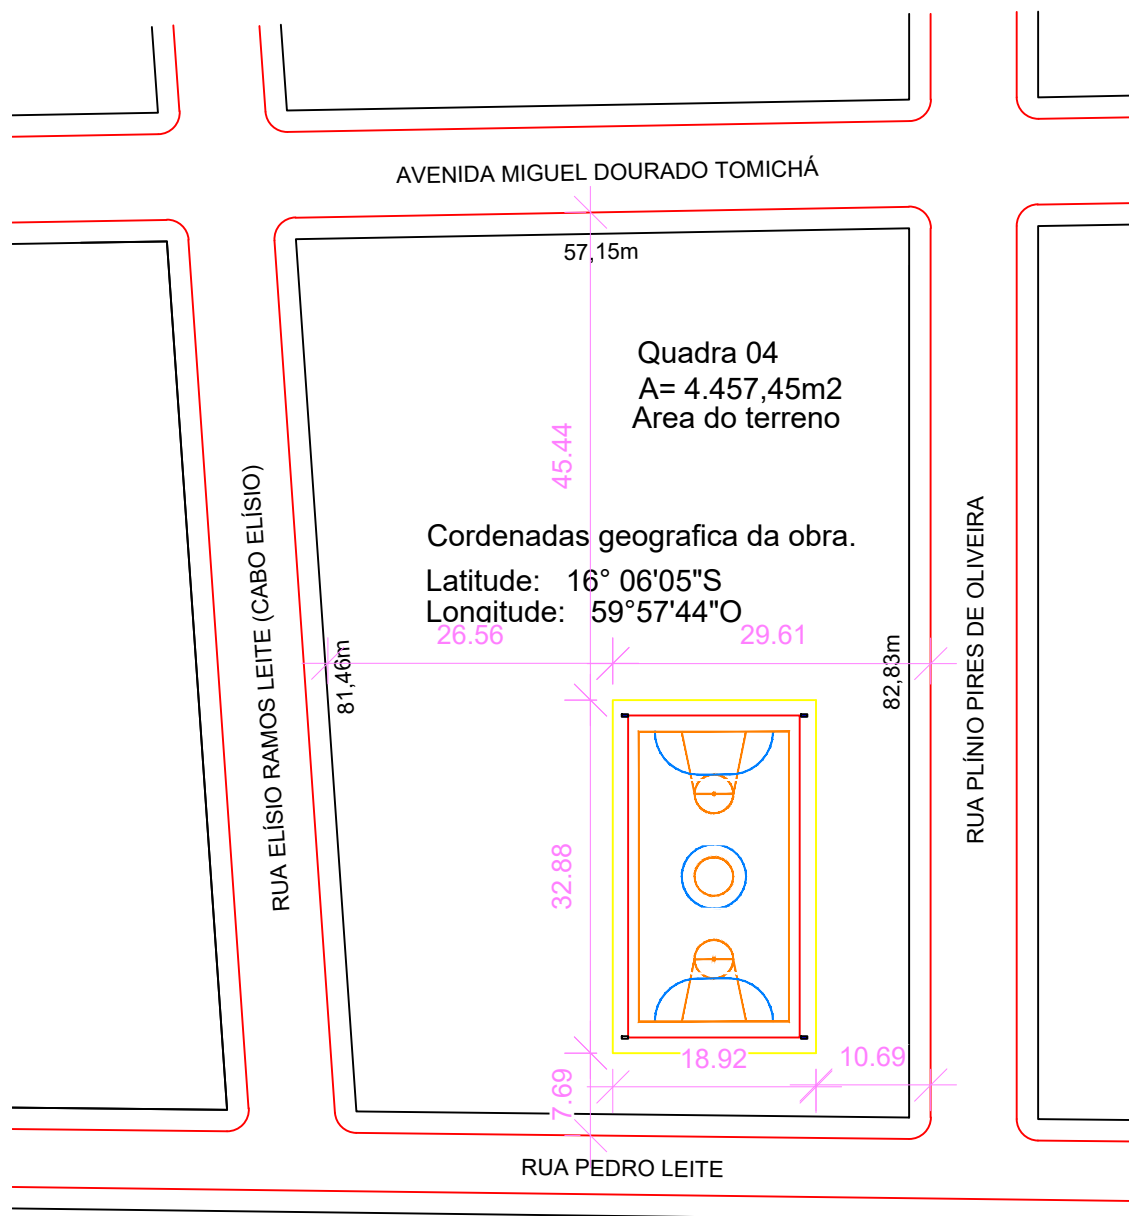 AVENIDA MIGUEL DOURADO TOMICHÁ
57,15m
Quadra 04
A= 4.457,45m2
Area do terreno
45.44
RUA ELÍSIO RAMOS LEITE (CABO ELÍSIO)
RUA PLÍNIO PIRES DE OLIVEIRA
Cordenadas geografica da obra.
Latitude: 16° 06'05"S
Longitude: 59°57'44"O
26.56
29.61
81,46m
82,83m
32.88
18.92
10.69
7.69
RUA PEDRO LEITE